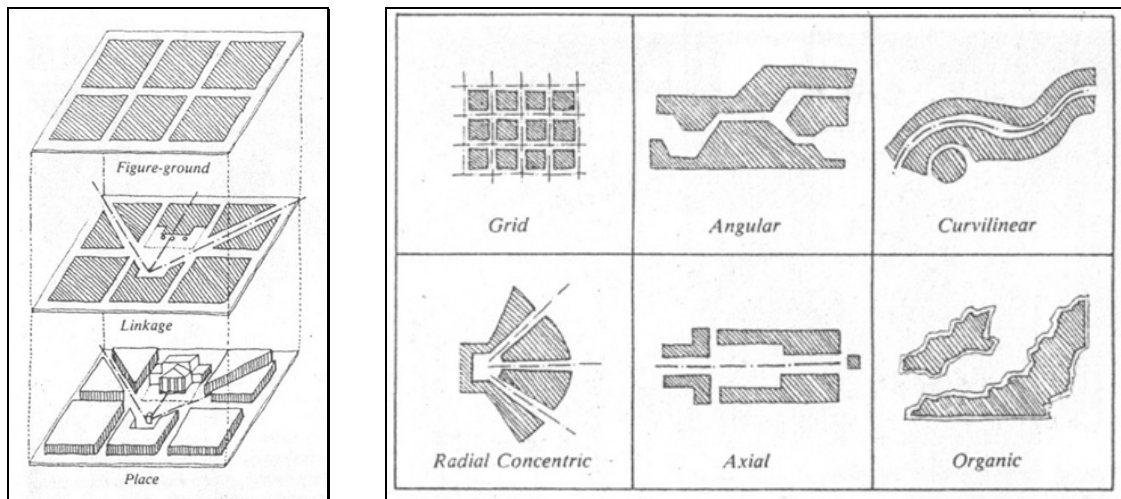 Figure-ground
Linkage
Place
Grid
Angular
Curvilinear
Radial Concentric
Axial
Organic